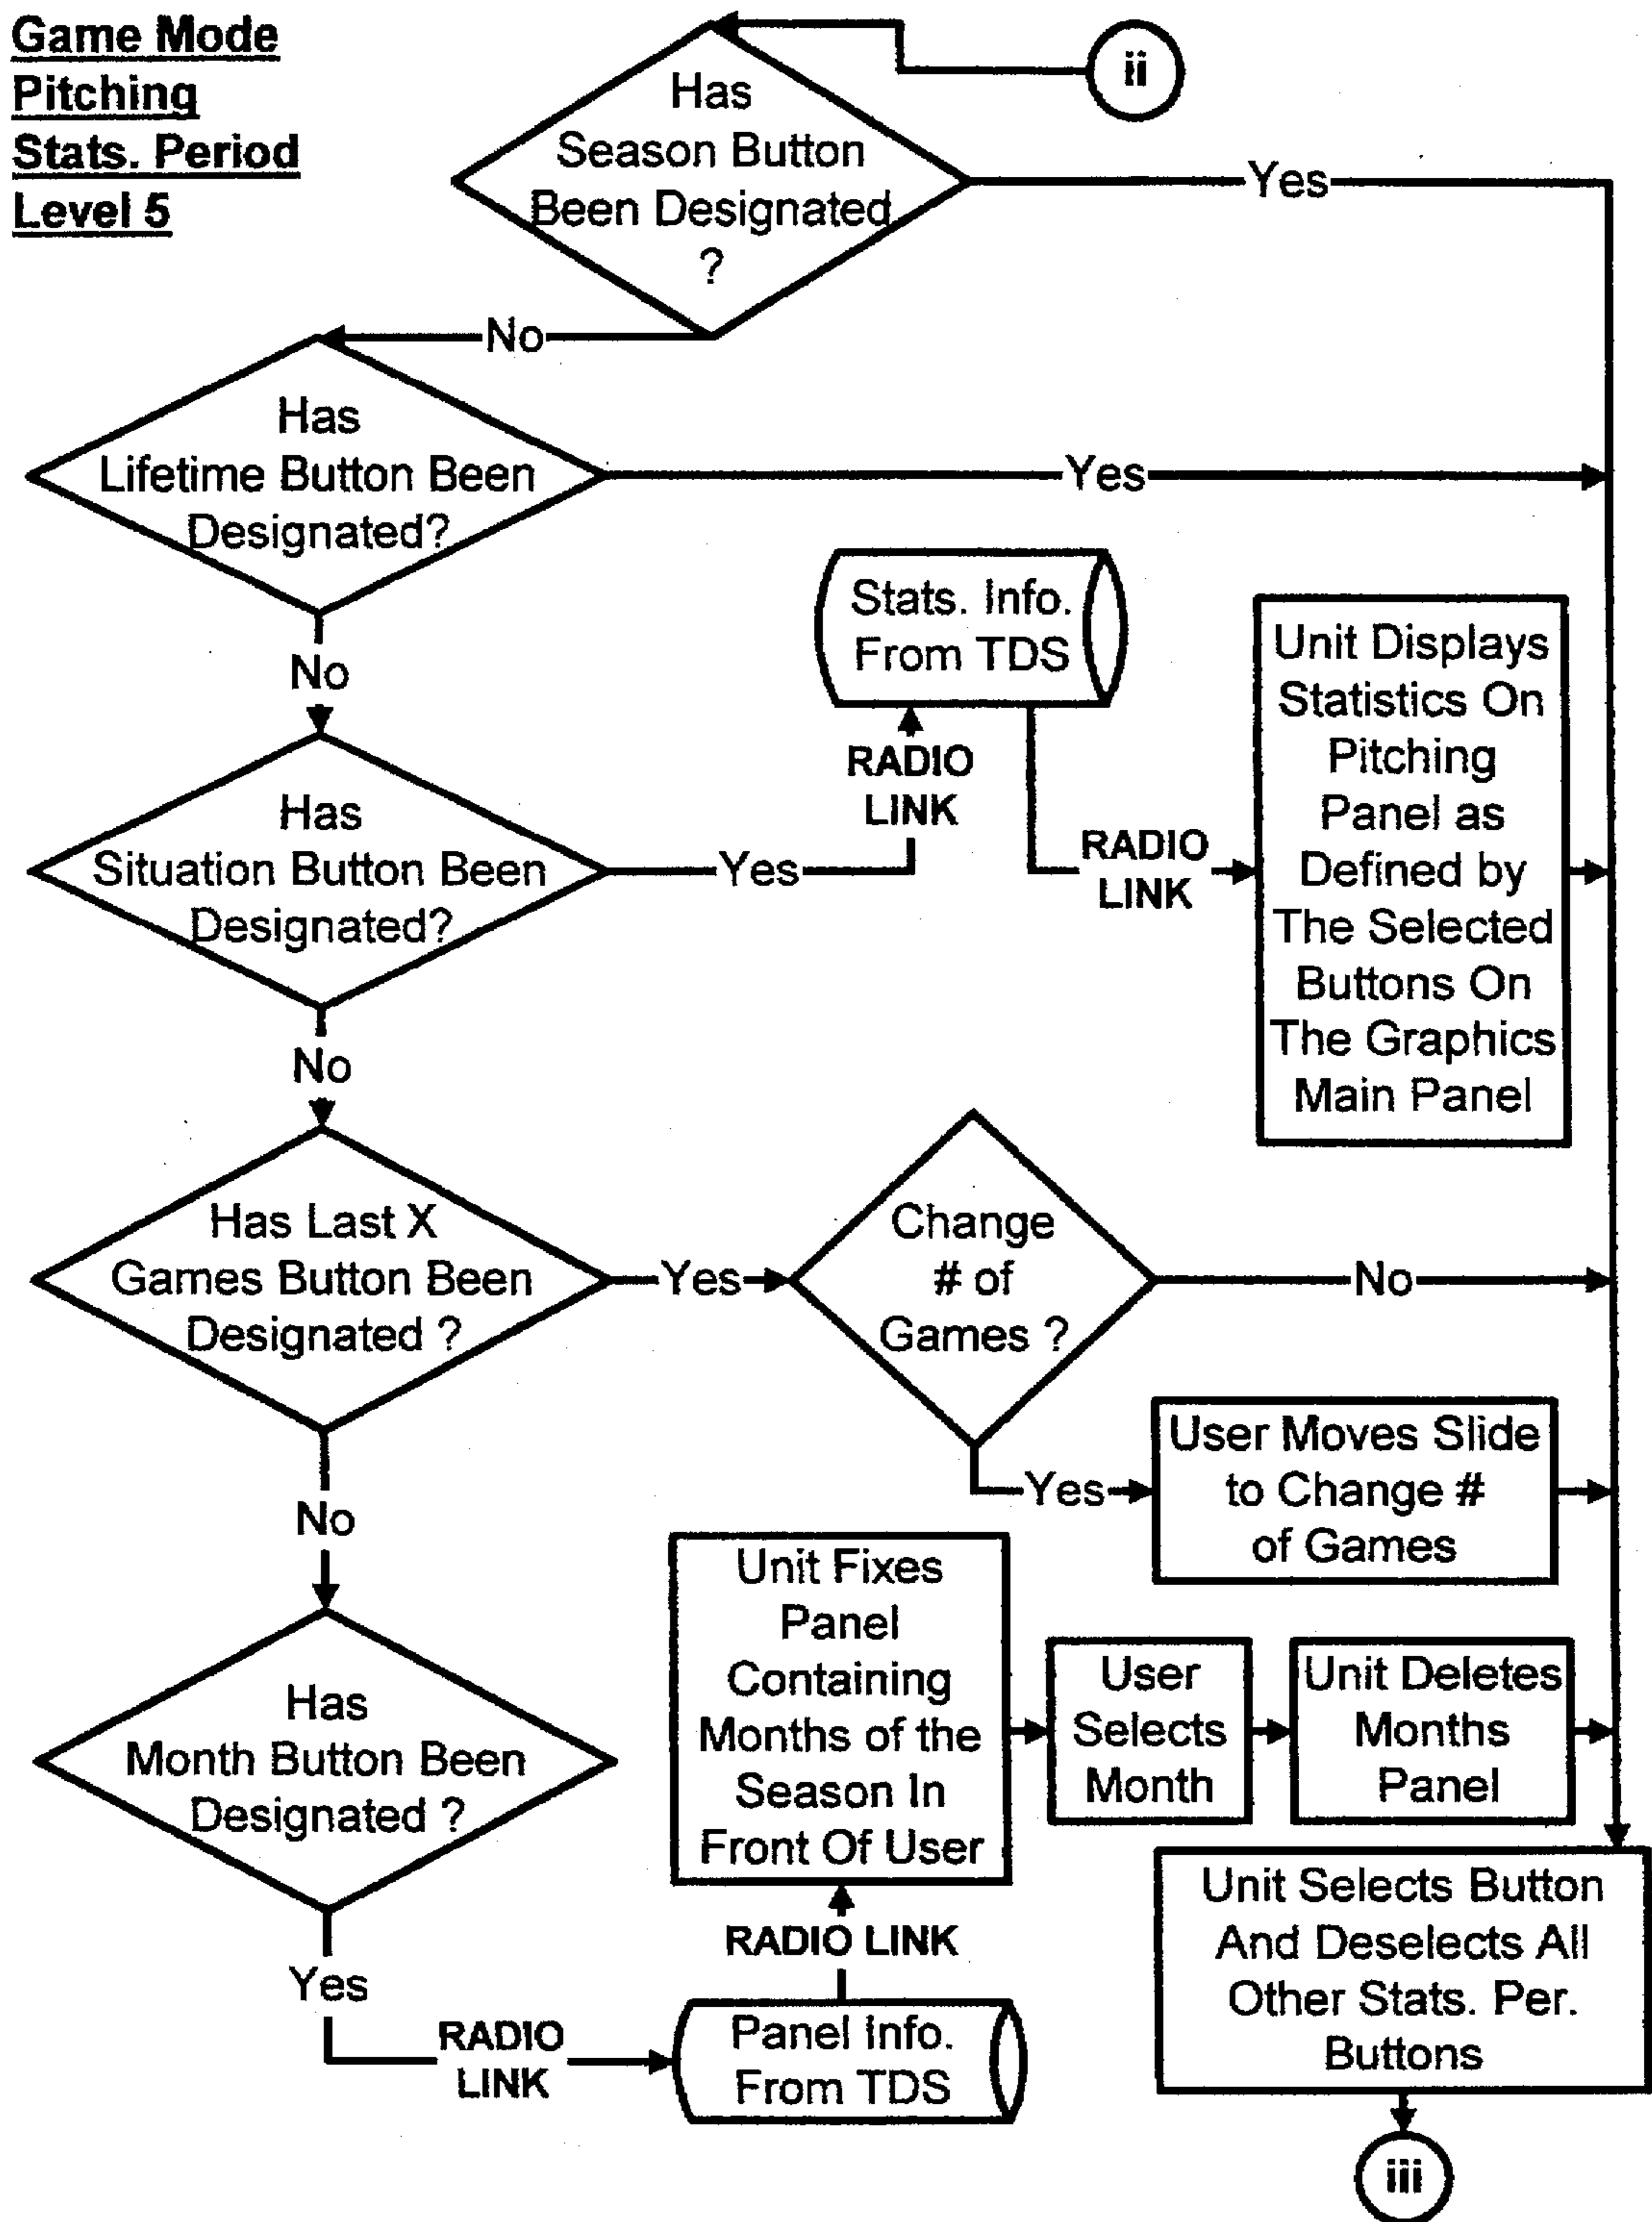 Game Mode
Pitching
Stats. Period
Level 5
ii
Has
Season Button
Been Designated
?
Yes
No
Has
Lifetime Button Been
Designated?
Yes
No
Stats. Info.
From TDS
Unit Displays
Statistics On
Pitching
Panel as
Defined by
The Selected
Buttons On
The Graphics
Main Panel
RADIO
LINK
RADIO
LINK
Has
Situation Button Been
Designated?
Yes
No
Has Last X
Games Button Been
Designated ?
Yes
Change
# of
Games ?
No
Yes
User Moves Slide
to Change #
of Games
No
Has
Month Button Been
Designated ?
Unit Fixes
Panel
Containing
Months of the
Season In
Front Of User
User
Selects
Month
Unit Deletes
Months
Panel
Yes
RADIO
LINK
Panel Info.
From TDS
RADIO LINK
Unit Selects Button
And Deselects All
Other Stats. Per.
Buttons
iii